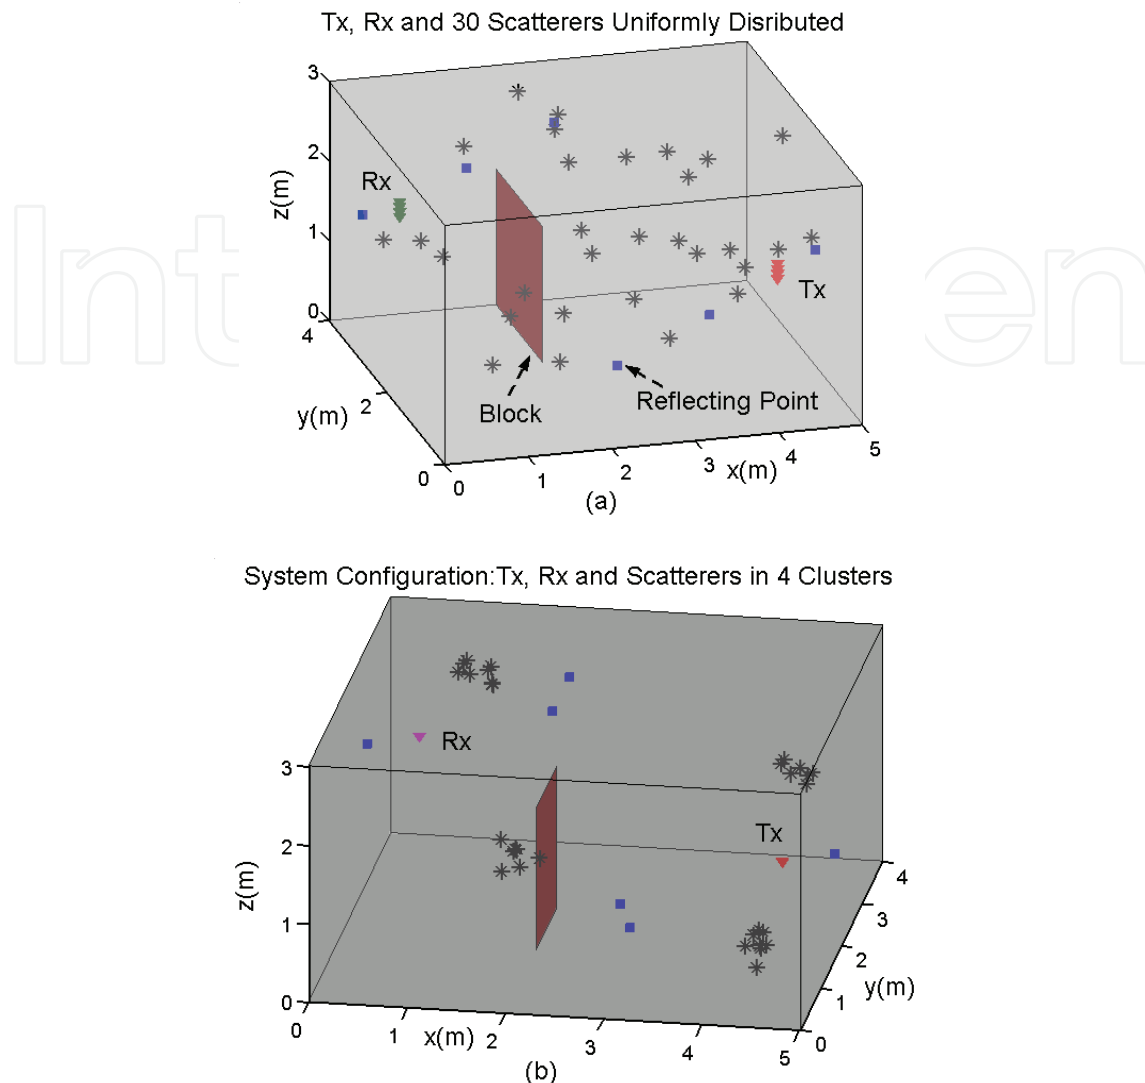 Tx, Rx and 30 Scatterers Uniformly Disributed
3
2
1
0
z(m)
4
2
0
y(m)
0
1
2
3
4
5
x(m)
Rx
Tx
Block
Reflecting Point
(a)
Int
en
System Configuration:Tx, Rx and Scatterers in 4 Clusters
Rx
Tx
3
2
1
0
z(m)
0
1
2
3
4
5
x(m)
0
1
2
3
4
y(m)
(b)